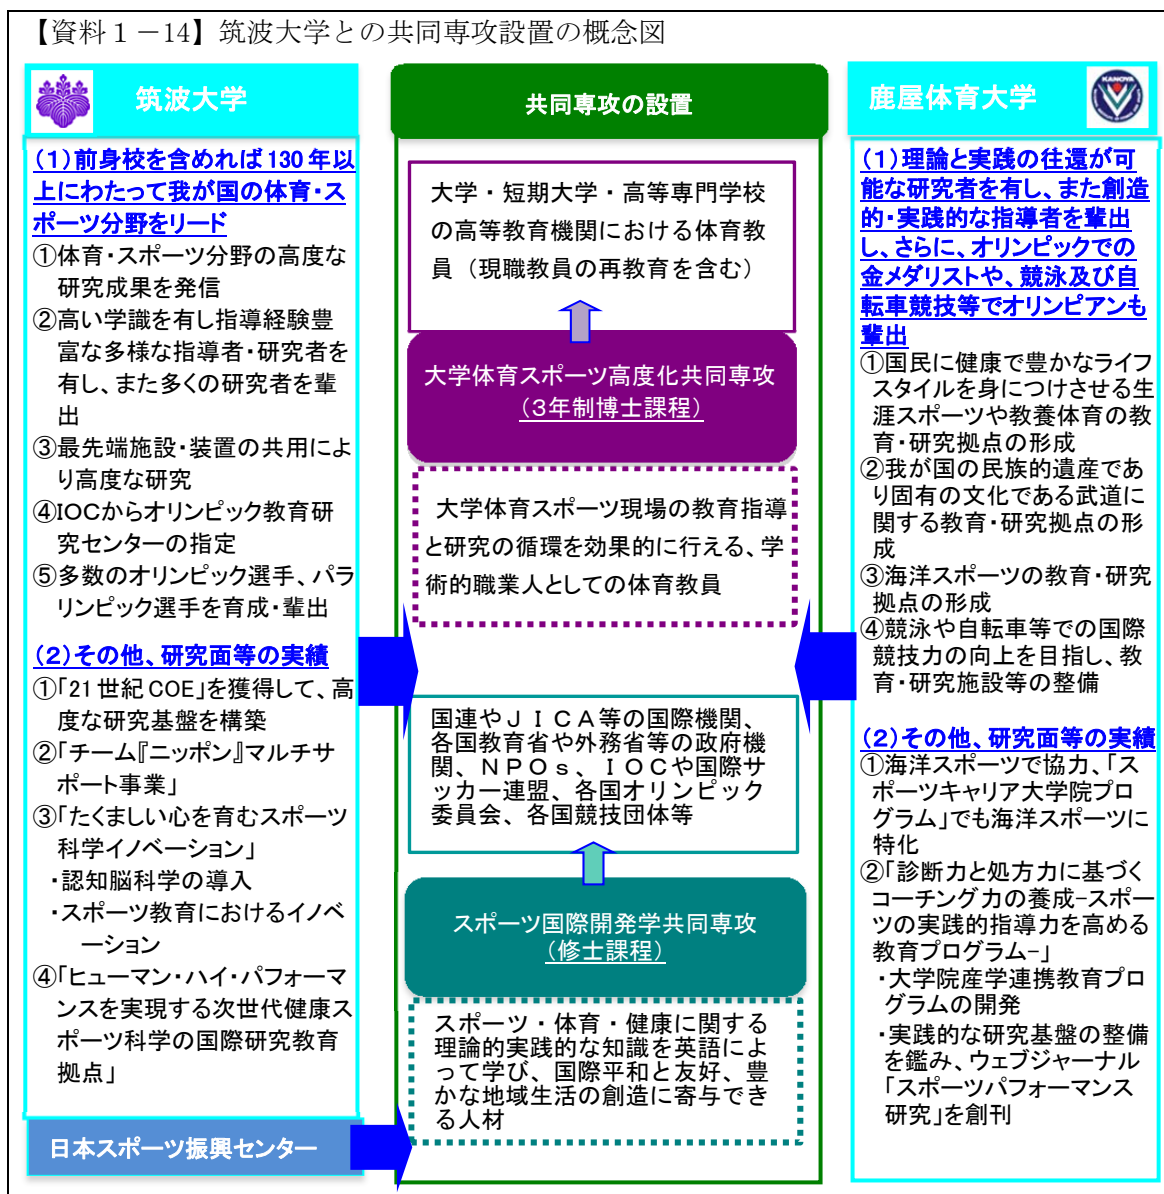 【資料１－14】筑波大学との共同専攻設置の概念図
筑波大学
（１）前身校を含めれば130年以
上にわたって我が国の体育・ス
ポーツ分野をリード
①体育・スポーツ分野の高度な
研究成果を発信
②高い学識を有し指導経験豊
富な多様な指導者・研究者を
有し、また多くの研究者を輩
出
③最先端施設・装置の共用によ
り高度な研究
④IOCからオリンピック教育研
究センターの指定
⑤多数のオリンピック選手、パラ
リンピック選手を育成・輩出
（２）その他、研究面等の実績
①「21世紀COE」を獲得して、高
度な研究基盤を構築
②「チーム『ニッポン』マルチサ
ポート事業」
③「たくましい心を育むスポーツ
科学イノベーション」
・認知脳科学の導入
・スポーツ教育におけるイノベ
ーション
④「ヒューマン・ハイ・パフォーマ
ンスを実現する次世代健康ス
ポーツ科学の国際研究教育
拠点」
日本スポーツ振興センター
共同専攻の設置
大学・短期大学・高等専門学校
の高等教育機関における体育教
員（現職教員の再教育を含む）
大学体育スポーツ高度化共同専攻
（３年制博士課程）
大学体育スポーツ現場の教育指導
と研究の循環を効果的に行える、学
術的職業人としての体育教員
国連やＪＩＣＡ等の国際機関、
各国教育省や外務省等の政府機
関、ＮＰＯｓ、ＩＯＣや国際サ
ッカー連盟、各国オリンピック
委員会、各国競技団体等
スポーツ国際開発学共同専攻
（修士課程）
スポーツ・体育・健康に関する
理論的実践的な知識を英語によ
って学び、国際平和と友好、豊
かな地域生活の創造に寄与でき
る人材
鹿屋体育大学
KANOYA
（１）理論と実践の往還が可
能な研究者を有し、また創造
的・実践的な指導者を輩出
し、さらに、オリンピックでの
金メダリストや、競泳及び自
転車競技等でオリンピアンも
輩出
①国民に健康で豊かなライフ
スタイルを身につけさせる生
涯スポーツや教養体育の教
育・研究拠点の形成
②我が国の民族的遺産であ
り固有の文化である武道に
関する教育・研究拠点の形
成
③海洋スポーツの教育・研究
拠点の形成
④競泳や自転車等での国際
競技力の向上を目指し、教
育・研究施設等の整備
（２）その他、研究面等の実績
①海洋スポーツで協力、「ス
ポーツキャリア大学院プロ
グラム」でも海洋スポーツに
特化
②「診断力と処方力に基づく
コーチング力の養成－スポー
ツの実践的指導力を高める
教育プログラム－」
・大学院産学連携教育プロ
グラムの開発
・実践的な研究基盤の整備
を鑑み、ウェブジャーナル
「スポーツパフォーマンス
研究」を創刊